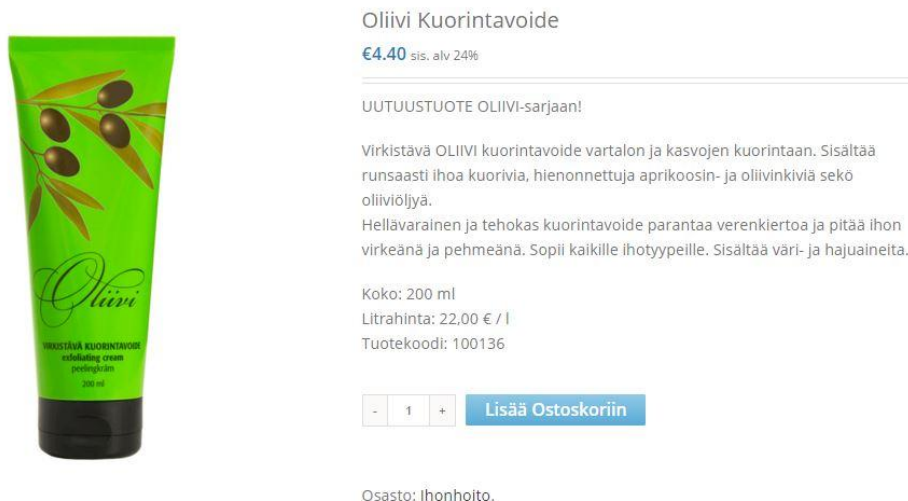 Oliivi Kuorintavoide
€4.40 sis. alv 24%
UUTUUSTUOTE OLIIVI-sarjaan!
Virkistävä OLIIVI kuorintavoide vartalon ja kasvojen kuorintaan. Sisältää
runsaasti ihoa kuorivia, hienonnettuja aprikoosin- ja oliivinkiviä sekö
oliiviöljyä.
Hellävarainen ja tehokas kuorintavoide parantaa verenkiertoa ja pitää ihon
virkeänä ja pehmeänä. Sopii kaikille ihotyypeille. Sisältää väri- ja hajuaineita.
Koko: 200 ml
Litrahinta: 22,00 € / l
Tuotekoodi: 100136
- 1 +
Lisää Ostoskoriin
Osasto: Ihonhoito.
Oliivi
VIRKISTÄVÄ KUORINTAVOIDE
exfoliating cream
peelingkräm
200 ml